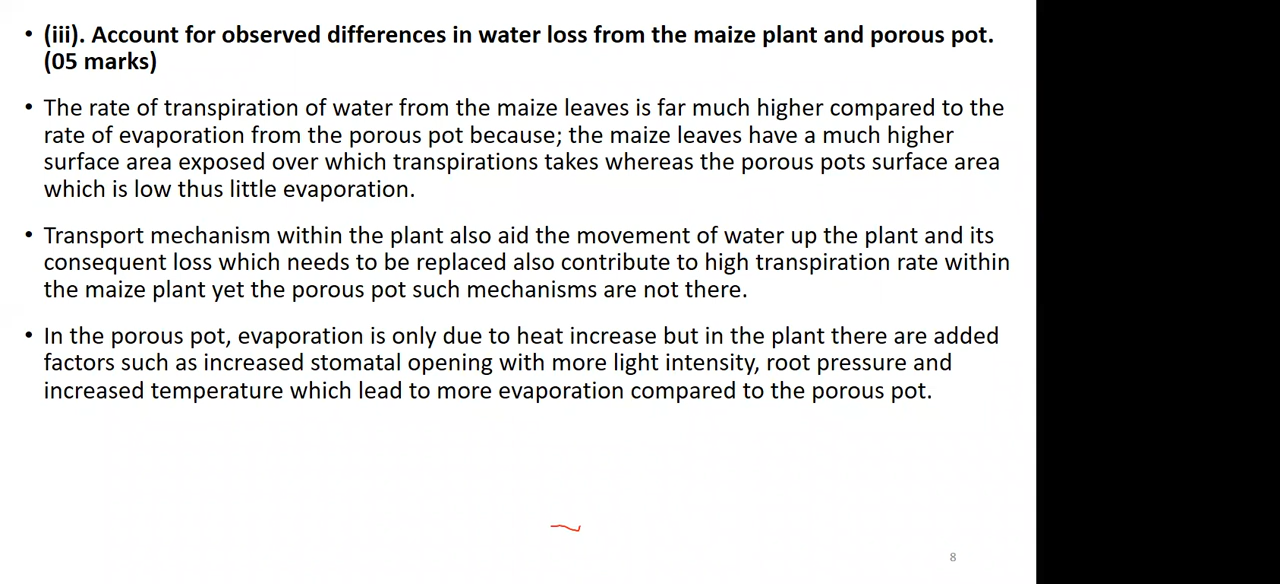 • (iii). Account for observed differences in water loss from the maize plant and porous pot.
(05 marks)
• The rate of transpiration of water from the maize leaves is far much higher compared to the
rate of evaporation from the porous pot because; the maize leaves have a much higher
surface area exposed over which transpirations takes whereas the porous pots surface area
which is low thus little evaporation.
• Transport mechanism within the plant also aid the movement of water up the plant and its
consequent loss which needs to be replaced also contribute to high transpiration rate within
the maize plant yet the porous pot such mechanisms are not there.
• In the porous pot, evaporation is only due to heat increase but in the plant there are added
factors such as increased stomatal opening with more light intensity, root pressure and
increased temperature which lead to more evaporation compared to the porous pot.
8